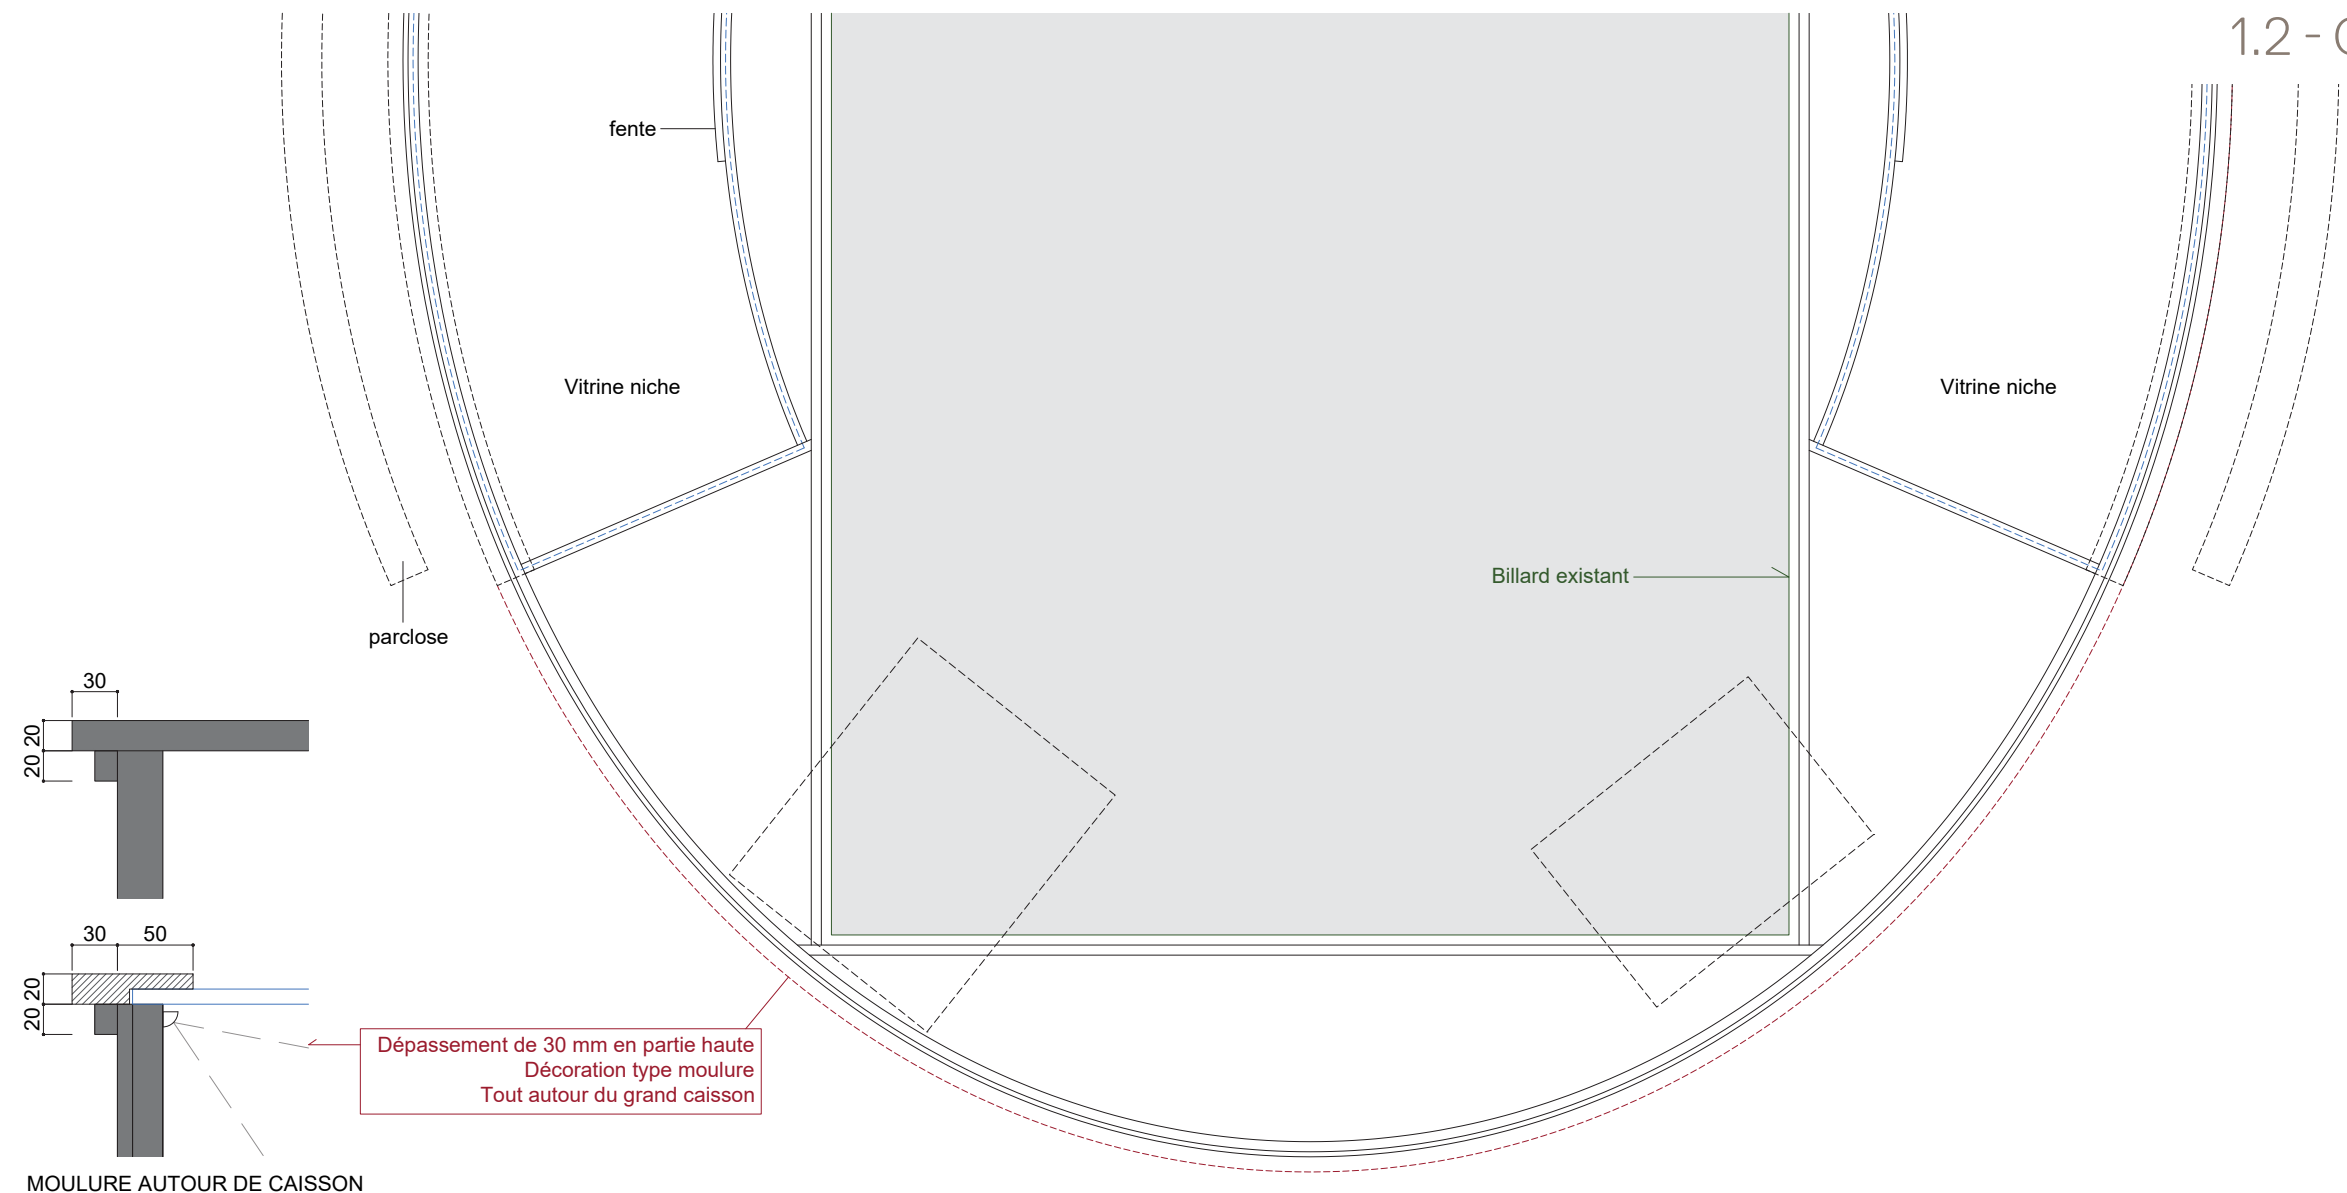 1.2 -
fente
Vitrine niche
Vitrine niche
Billard existant
parclose
30
20
20
30 50
20
20
Dépassement de 30 mm en partie haute
Décoration type moulure
Tout autour du grand caisson
MOULURE AUTOUR DE CAISSON